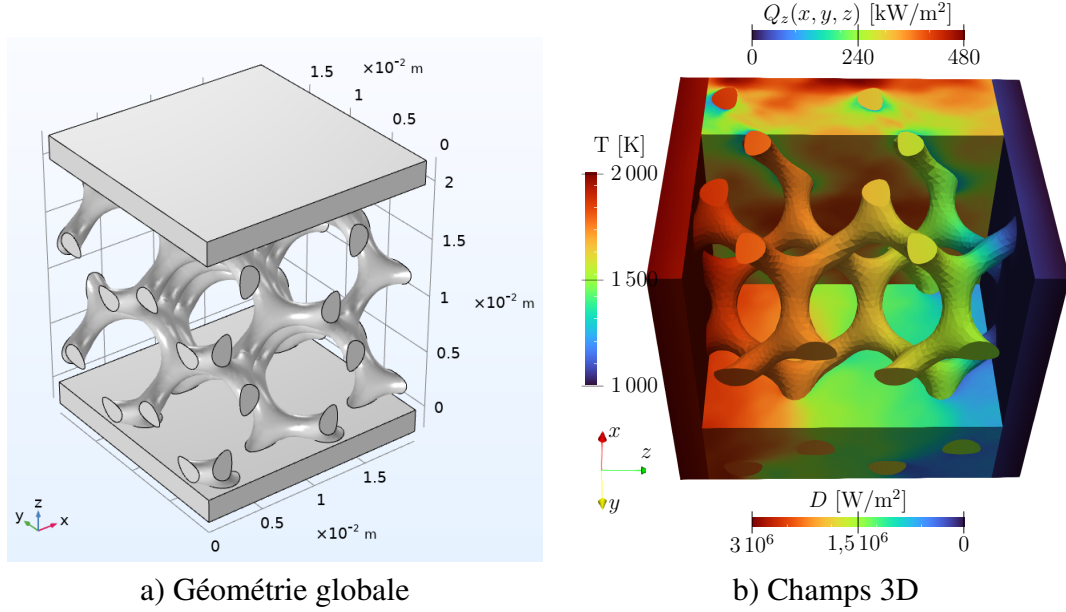 ×10⁻² m
1.5
1
0.5
0
2
1.5
1
×10⁻² m
0.5
0
1.5
1
0.5
×10⁻² m
0
z
y
x
a) Géométrie globale
Q_z(x, y, z) [kW/m²]
0 240 480
T [K]
2 000
1 500
1 000
x
z
y
D [W/m²]
3 10⁶ 1,5 10⁶ 0
b) Champs 3D